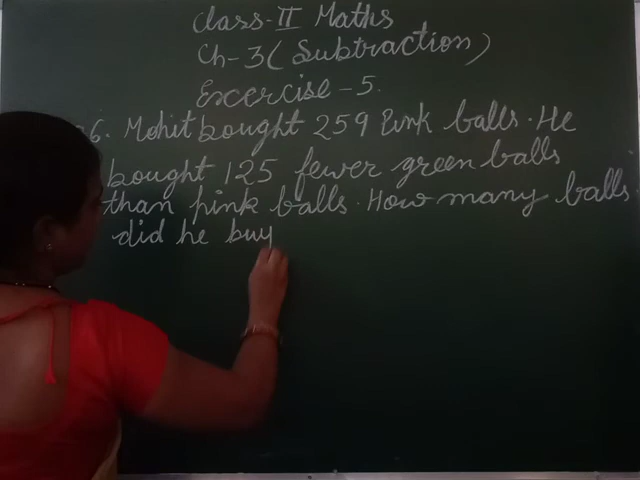 Class-II Maths
Ch-3 (Subtraction)
Excercise-5.
6. Mohit bought 259 Pink balls. He
bought 125 fewer green balls
than pink balls. How many balls
did he buy